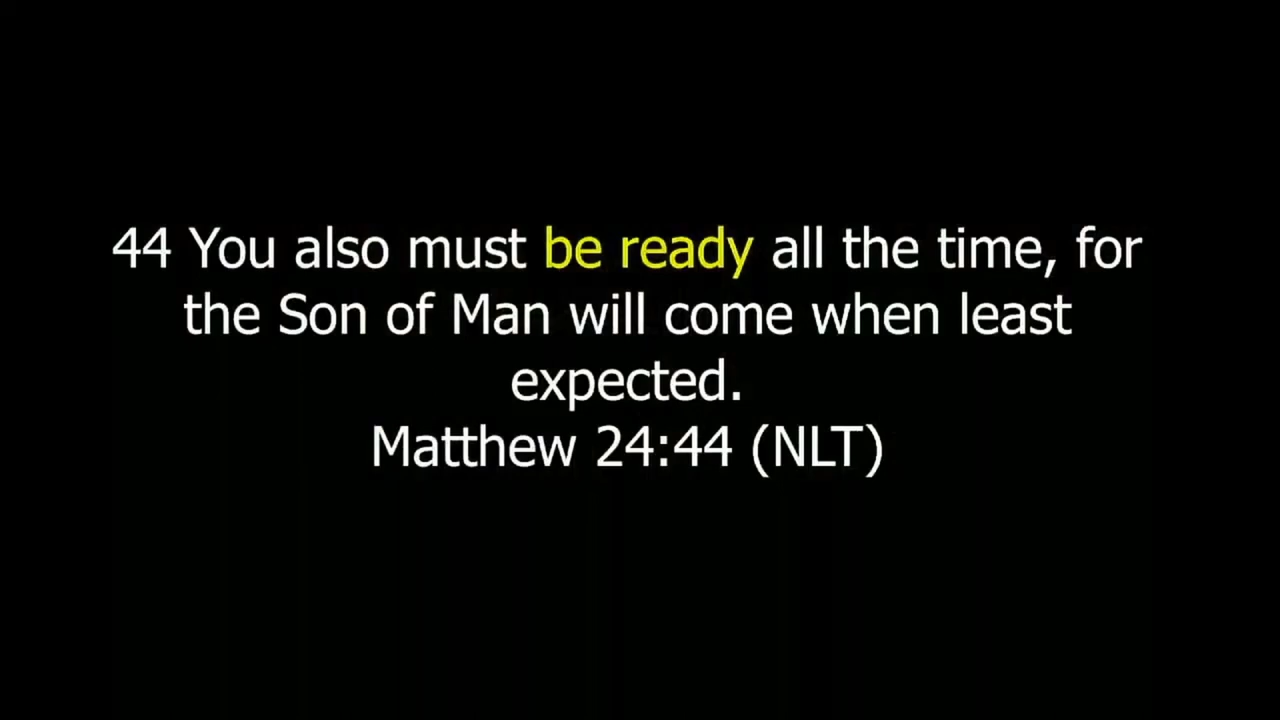 44 You also must be ready all the time, for
the Son of Man will come when least
expected.
Matthew 24:44 (NLT)